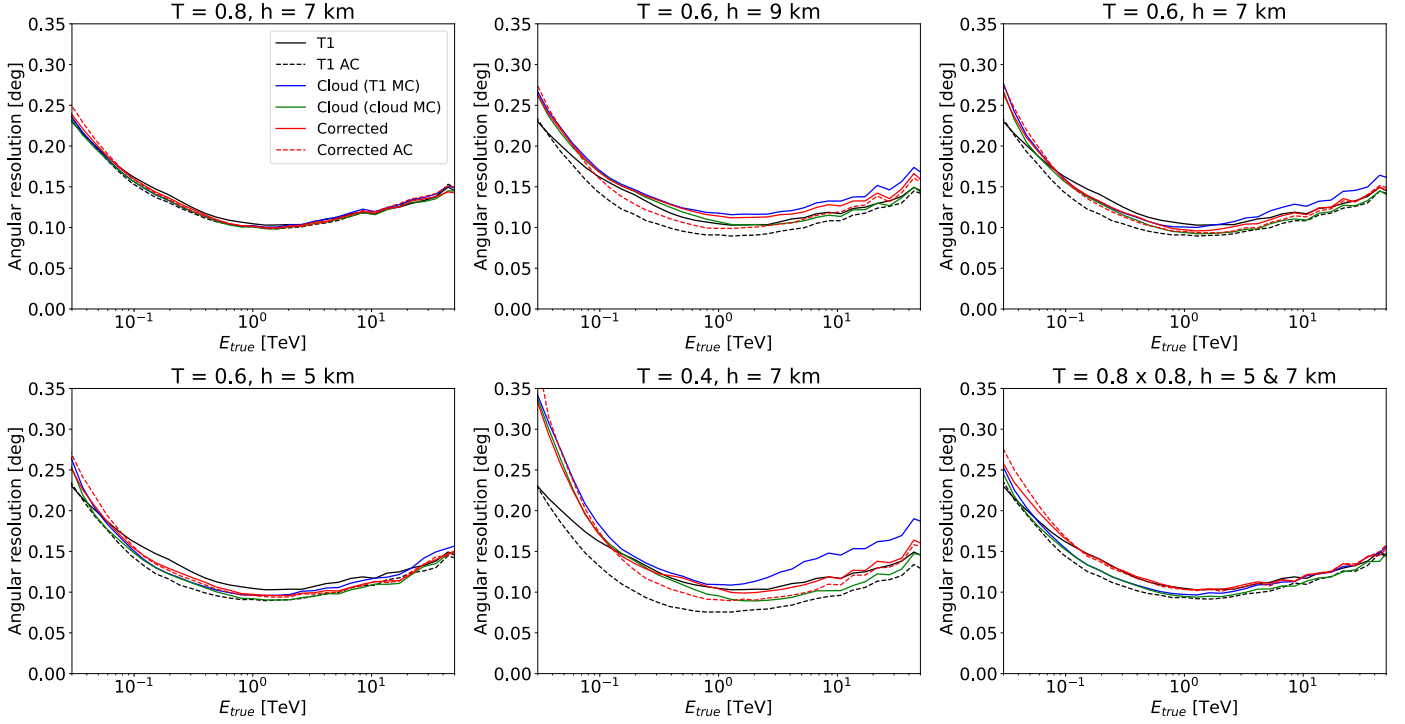 T = 0.8, h = 7 km
Angular resolution [deg]
0.35
0.30
0.25
0.20
0.15
0.10
0.05
0.00
T1
T1 AC
Cloud (T1 MC)
Cloud (cloud MC)
Corrected
Corrected AC
10⁻¹
10⁰
10¹
E_true [TeV]
T = 0.6, h = 9 km
Angular resolution [deg]
0.35
0.30
0.25
0.20
0.15
0.10
0.05
0.00
10⁻¹
10⁰
10¹
E_true [TeV]
T = 0.6, h = 7 km
Angular resolution [deg]
0.35
0.30
0.25
0.20
0.15
0.10
0.05
0.00
10⁻¹
10⁰
10¹
E_true [TeV]
T = 0.6, h = 5 km
Angular resolution [deg]
0.35
0.30
0.25
0.20
0.15
0.10
0.05
0.00
10⁻¹
10⁰
10¹
E_true [TeV]
T = 0.4, h = 7 km
Angular resolution [deg]
0.35
0.30
0.25
0.20
0.15
0.10
0.05
0.00
10⁻¹
10⁰
10¹
E_true [TeV]
T = 0.8 x 0.8, h = 5 & 7 km
Angular resolution [deg]
0.35
0.30
0.25
0.20
0.15
0.10
0.05
0.00
10⁻¹
10⁰
10¹
E_true [TeV]